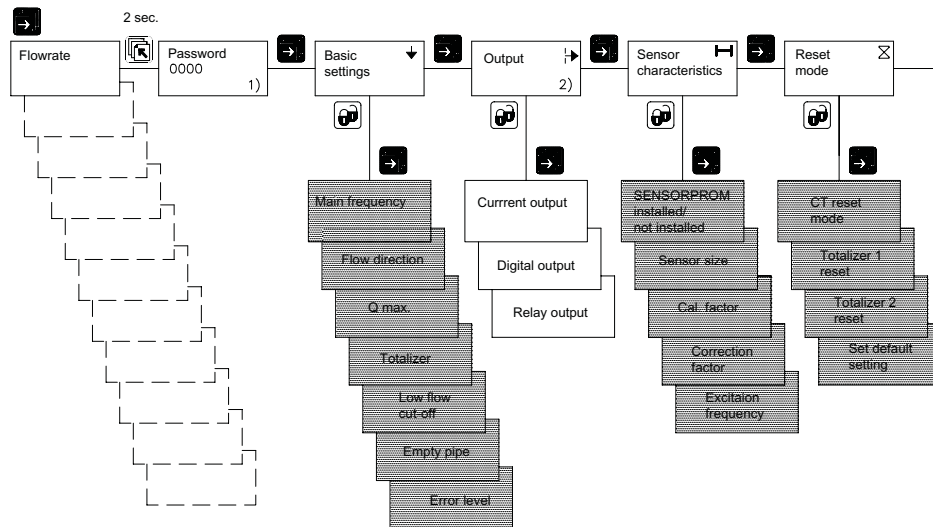 2 sec.
Flowrate
Password
0000
1)
Basic
settings
Output
2)
Sensor
characteristics
Reset
mode
Main frequency
Flow direction
Q max.
Totalizer
Low flow
cut-off
Empty pipe
Error level
Currrent output
Digital output
Relay output
SENSORPROM
installed/
not installed
Sensor size
Cal. factor
Correction
factor
Excitaion
frequency
CT reset
mode
Totalizer 1
reset
Totalizer 2
reset
Set default
setting